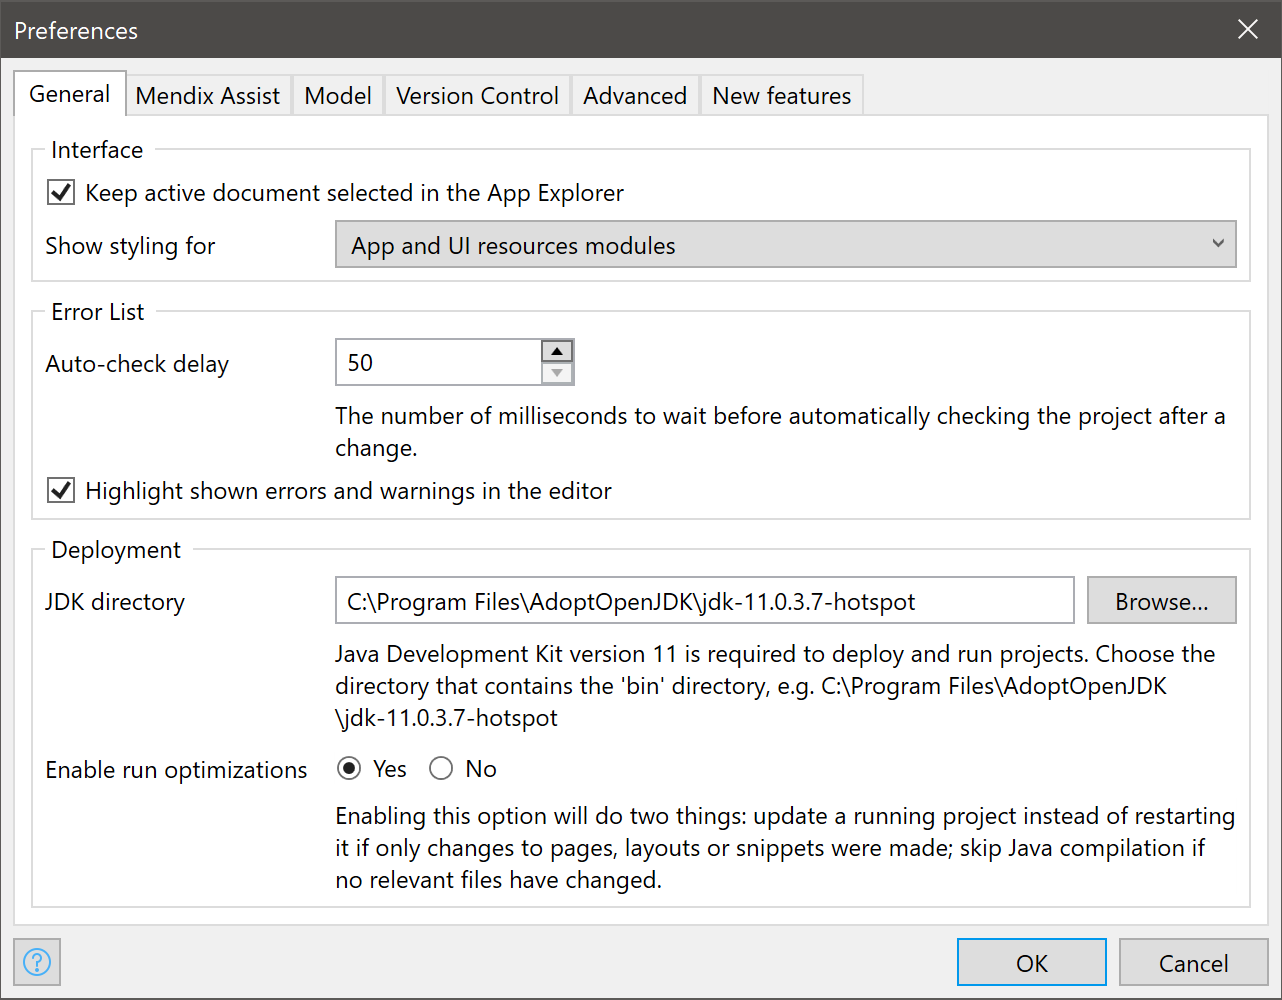 Preferences
General
Mendix Assist
Model
Version Control
Advanced
New features
Interface
Keep active document selected in the App Explorer
Show styling for
App and UI resources modules
Error List
Auto-check delay
50
The number of milliseconds to wait before automatically checking the project after a
change.
Highlight shown errors and warnings in the editor
Deployment
JDK directory
C:\Program Files\AdoptOpenJDK\jdk-11.0.3.7-hotspot
Browse...
Java Development Kit version 11 is required to deploy and run projects. Choose the
directory that contains the 'bin' directory, e.g. C:\Program Files\AdoptOpenJDK
\jdk-11.0.3.7-hotspot
Enable run optimizations
Yes
No
Enabling this option will do two things: update a running project instead of restarting
it if only changes to pages, layouts or snippets were made; skip Java compilation if
no relevant files have changed.
?
OK
Cancel